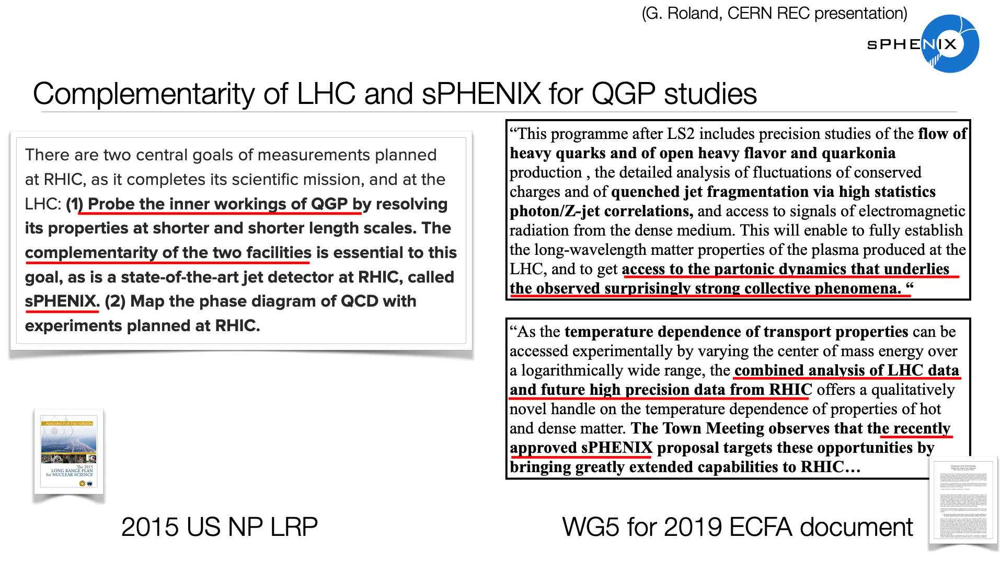 (G. Roland, CERN REC presentation)
sPHENIX
Complementarity of LHC and sPHENIX for QGP studies
There are two central goals of measurements planned
at RHIC, as it completes its scientific mission, and at the
LHC: (1) Probe the inner workings of QGP by resolving
its properties at shorter and shorter length scales. The
complementarity of the two facilities is essential to this
goal, as is a state-of-the-art jet detector at RHIC, called
sPHENIX. (2) Map the phase diagram of QCD with
experiments planned at RHIC.
“This programme after LS2 includes precision studies of the flow of
heavy quarks and of open heavy flavor and quarkonia
production , the detailed analysis of fluctuations of conserved
charges and of quenched jet fragmentation via high statistics
photon/Z-jet correlations, and access to signals of electromagnetic
radiation from the dense medium. This will enable to fully establish
the long-wavelength matter properties of the plasma produced at the
LHC, and to get access to the partonic dynamics that underlies
the observed surprisingly strong collective phenomena. “
“As the temperature dependence of transport properties can be
accessed experimentally by varying the center of mass energy over
a logarithmically wide range, the combined analysis of LHC data
and future high precision data from RHIC offers a qualitatively
novel handle on the temperature dependence of properties of hot
and dense matter. The Town Meeting observes that the recently
approved sPHENIX proposal targets these opportunities by
bringing greatly extended capabilities to RHIC…
REACHING FOR THE HORIZON
The 2015
LONG RANGE PLAN
for NUCLEAR SCIENCE
2015 US NP LRP
WG5 for 2019 ECFA document